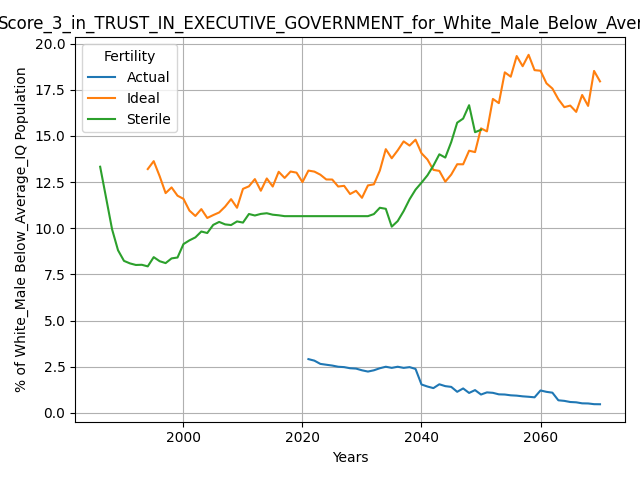 Score_3_in_TRUST_IN_EXECUTIVE_GOVERNMENT_for_White_Male_Below_Aver
% of White_Male Below_Average_IQ Population
20.0
17.5
15.0
12.5
10.0
7.5
5.0
2.5
0.0
Fertility
Actual
Ideal
Sterile
2000 2020 2040 2060
Years